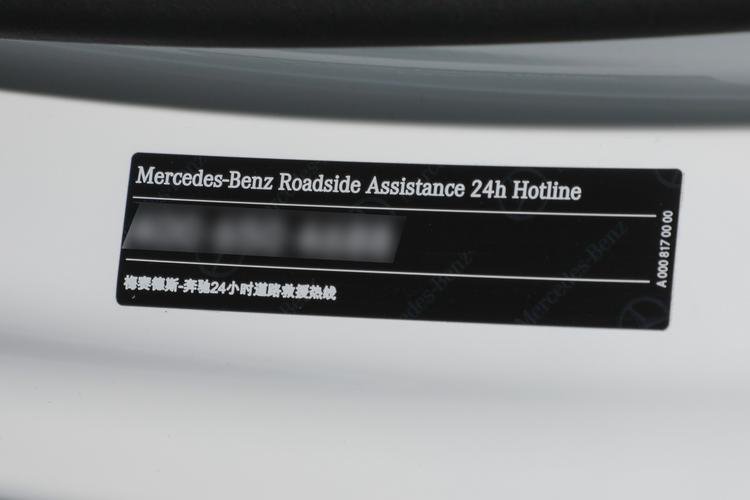 Mercedes-Benz Roadside Assistance 24h Hotline
梅赛德斯-奔驰24小时道路救援热线
A 000 817 00 00